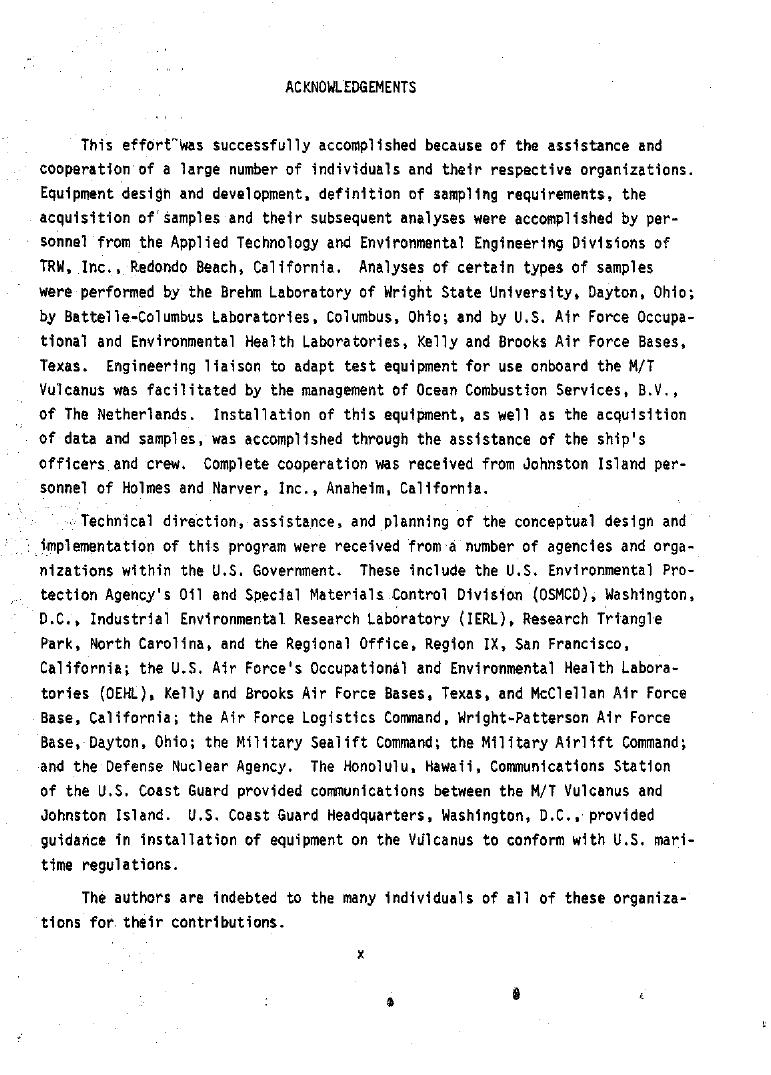 ACKNOWLEDGEMENTS
This effort was successfully accomplished because of the assistance and
cooperation of a large number of individuals and their respective organizations.
Equipment design and development, definition of sampling requirements, the
acquisition of samples and their subsequent analyses were accomplished by per-
sonnel from the Applied Technology and Environmental Engineering Divisions of
TRW, Inc., Redondo Beach, California. Analyses of certain types of samples
were performed by the Brehm Laboratory of Wright State University, Dayton, Ohio;
by Battelle-Columbus Laboratories, Columbus, Ohio; and by U.S. Air Force Occupa-
tional and Environmental Health Laboratories, Kelly and Brooks Air Force Bases,
Texas. Engineering liaison to adapt test equipment for use onboard the M/T
Vulcanus was facilitated by the management of Ocean Combustion Services, B.V.,
of The Netherlands. Installation of this equipment, as well as the acquisition
of data and samples, was accomplished through the assistance of the ship's
officers and crew. Complete cooperation was received from Johnston Island per-
sonnel of Holmes and Narver, Inc., Anaheim, California.
Technical direction, assistance, and planning of the conceptual design and
implementation of this program were received from a number of agencies and orga-
nizations within the U.S. Government. These include the U.S. Environmental Pro-
tection Agency's Oil and Special Materials Control Division (OSMCD), Washington,
D.C., Industrial Environmental Research Laboratory (IERL), Research Triangle
Park, North Carolina, and the Regional Office, Region IX, San Francisco,
California; the U.S. Air Force's Occupational and Environmental Health Labora-
tories (OEHL), Kelly and Brooks Air Force Bases, Texas, and McClellan Air Force
Base, California; the Air Force Logistics Command, Wright-Patterson Air Force
Base, Dayton, Ohio; the Military Sealift Command; the Military Airlift Command;
and the Defense Nuclear Agency. The Honolulu, Hawaii, Communications Station
of the U.S. Coast Guard provided communications between the M/T Vulcanus and
Johnston Island. U.S. Coast Guard Headquarters, Washington, D.C., provided
guidance in installation of equipment on the Vulcanus to conform with U.S. mari-
time regulations.
The authors are indebted to the many individuals of all of these organiza-
tions for their contributions.
x